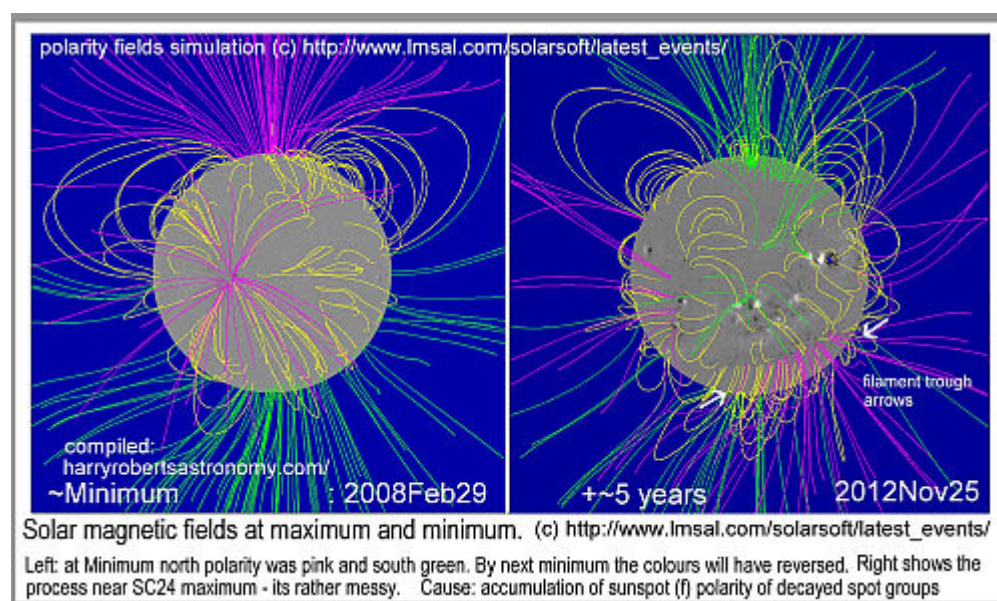 polarity fields simulation (c) http://www.lmsal.com/solarsoft/latest_events/
compiled:
harryrobertsastronomy.com/
~Minimum : 2008Feb29
filament trough
arrows
+~5 years 2012Nov25
Solar magnetic fields at maximum and minimum. (c) http://www.lmsal.com/solarsoft/latest_events/
Left: at Minimum north polarity was pink and south green. By next minimum the colours will have reversed. Right shows the
process near SC24 maximum - its rather messy. Cause: accumulation of sunspot (f) polarity of decayed spot groups